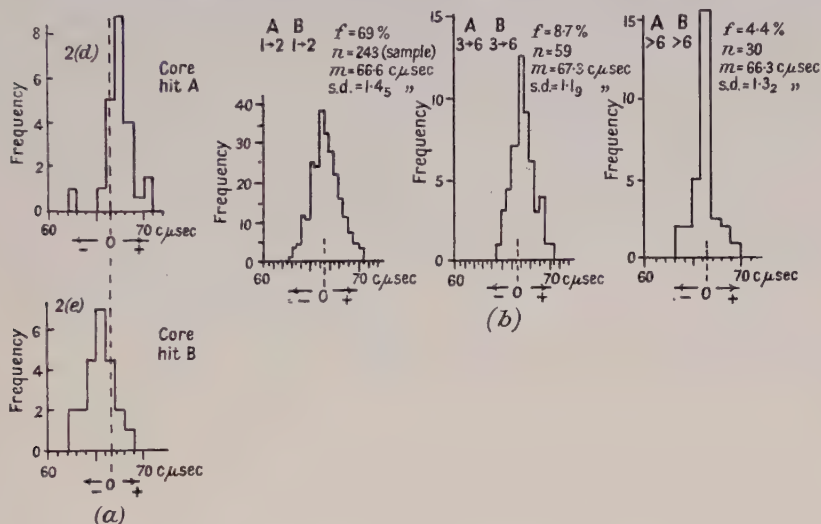 2(d)
Core
hit A
Frequency
8
6
4
2
0
60 70 cμsec
← 0 →
- +
2(e)
Core
hit B
Frequency
6
4
2
0
60 70 cμsec
← 0 →
- +
(a)
A B
1→2 1→2
f = 69 %
n = 243 (sample)
m = 66·6 cμsec
s.d. = 1·4₅ „
Frequency
40
30
20
10
0
60 70 cμsec
← 0 →
- +
A B
3→6 3→6
f = 8·7 %
n = 59
m = 67·3 cμsec
s.d. = 1·1₉ „
Frequency
15
10
5
0
60 70 cμsec
← 0 →
- +
A B
>6 >6
f = 4·4 %
n = 30
m = 66·3 cμsec
s.d. = 1·3₂ „
Frequency
15
10
5
0
60 70 cμsec
← 0 →
- +
(b)